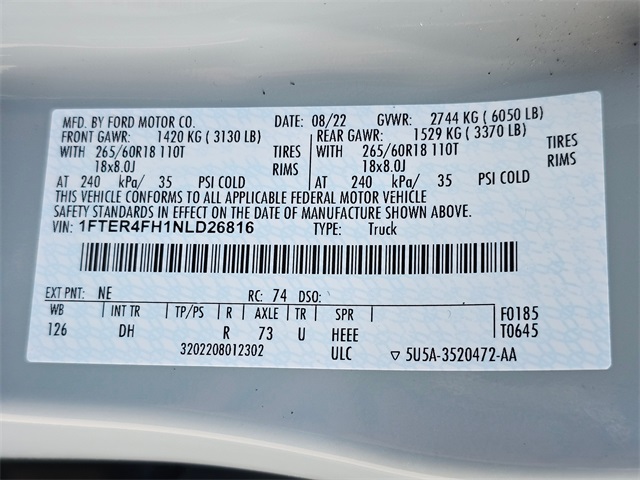 MFD. BY FORD MOTOR CO. DATE: 08/22 GVWR: 2744 KG ( 6050 LB)
FRONT GAWR: 1420 KG ( 3130 LB) REAR GAWR: 1529 KG ( 3370 LB)
WITH 265/60R18 110T TIRES WITH 265/60R18 110T TIRES
18x8.0J RIMS 18x8.0J RIMS
AT 240 kPa/ 35 PSI COLD AT 240 kPa/ 35 PSI COLD
THIS VEHICLE CONFORMS TO ALL APPLICABLE FEDERAL MOTOR VEHICLE
SAFETY STANDARDS IN EFFECT ON THE DATE OF MANUFACTURE SHOWN ABOVE.
VIN: 1FTER4FH1NLD26816 TYPE: Truck
EXT PNT: NE RC: 74 DSO:
WB INT TR TP/PS R AXLE TR SPR F0185
126 DH R 73 U HEEE T0645
3202208012302 ULC ▽ 5U5A-3520472-AA